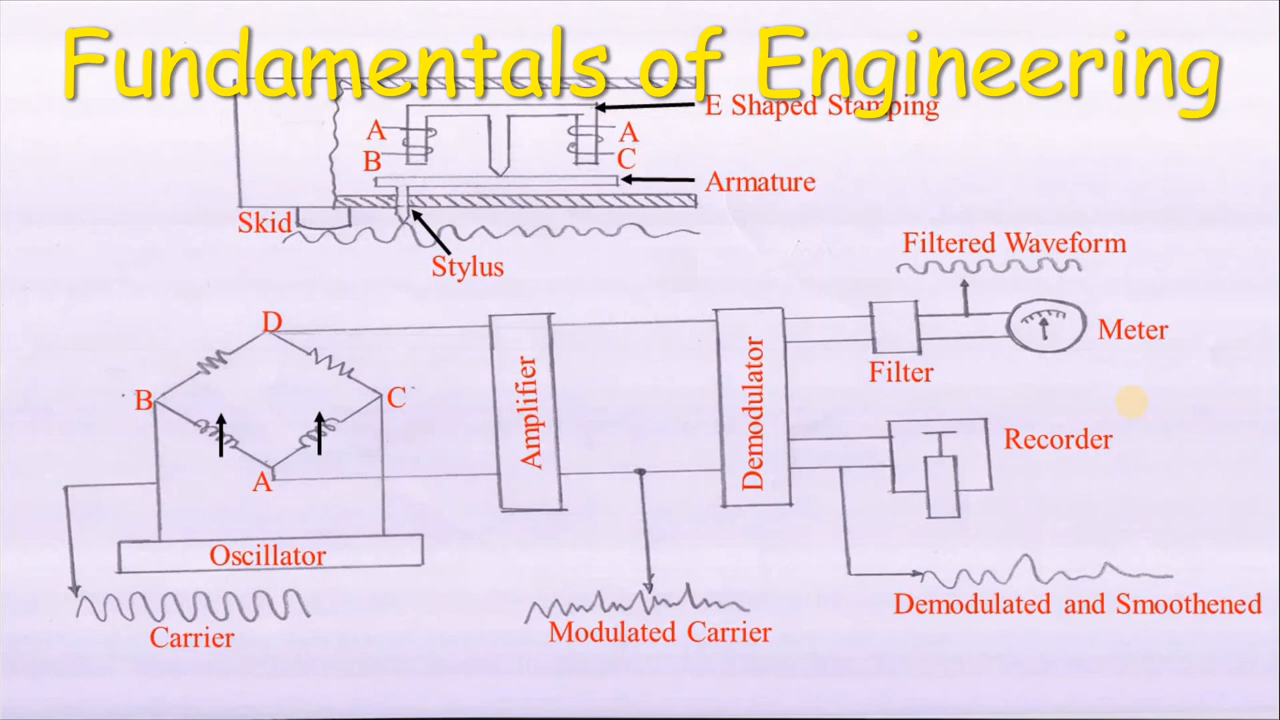 Fundamentals of Engineering
E Shaped Stamping
A
A
B
C
Armature
Skid
Stylus
Filtered Waveform
D
Meter
Amplifier
Demodulator
Filter
B
C
Recorder
A
Oscillator
Demodulated and Smoothened
Carrier
Modulated Carrier